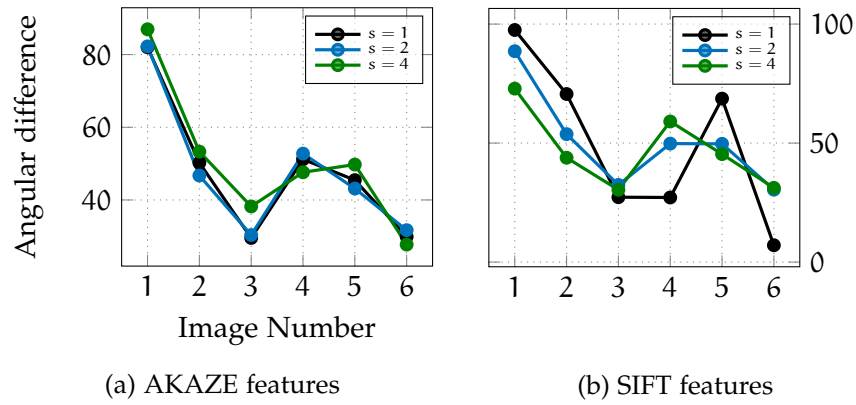 Angular difference
80
60
40
1 2 3 4 5 6
Image Number
s = 1
s = 2
s = 4
(a) AKAZE features
s = 1
s = 2
s = 4
100
50
0
1 2 3 4 5 6
(b) SIFT features